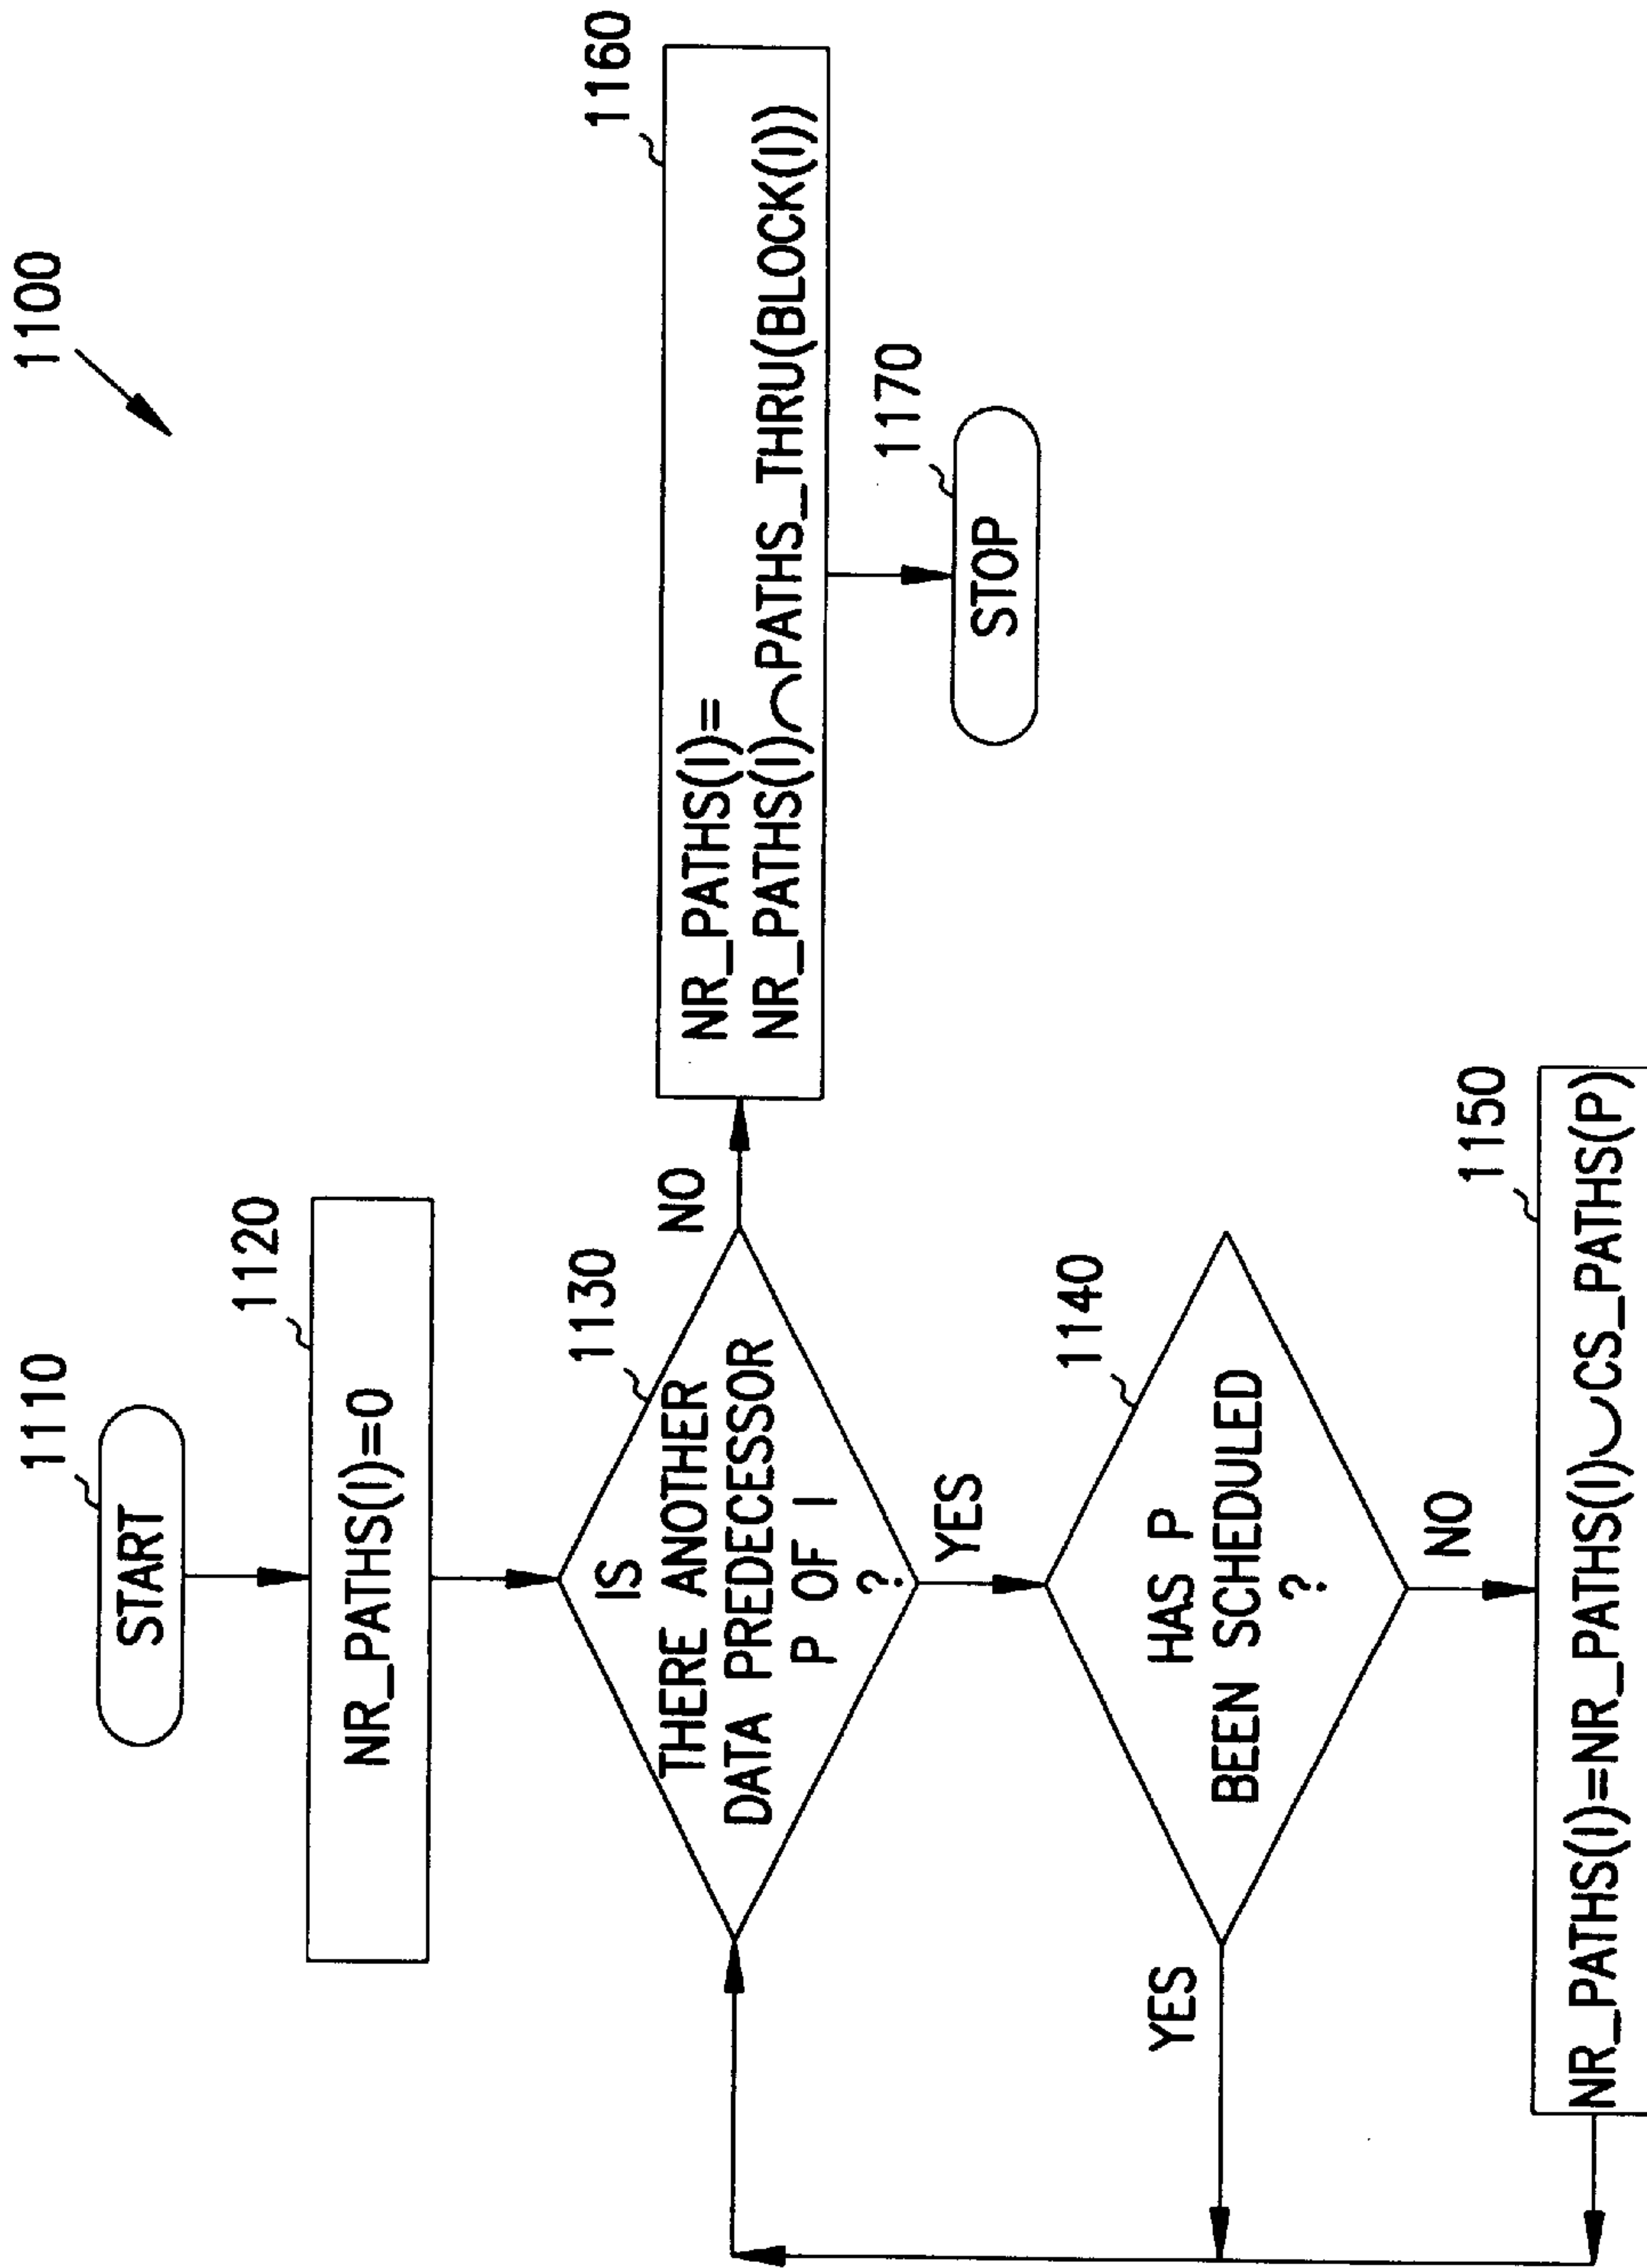 1100
1110
START
1120
NR_PATHS(I)=0
1130
IS
THERE ANOTHER
DATA PREDECESSOR
P OF I
?
NO
YES
1160
NR_PATHS(I)=
NR_PATHS(I)∩PATHS_THRU(BLOCK(I))
1170
STOP
1140
HAS P
BEEN SCHEDULED
?
YES
NO
1150
NR_PATHS(I)=NR_PATHS(I)∪CS_PATHS(P)